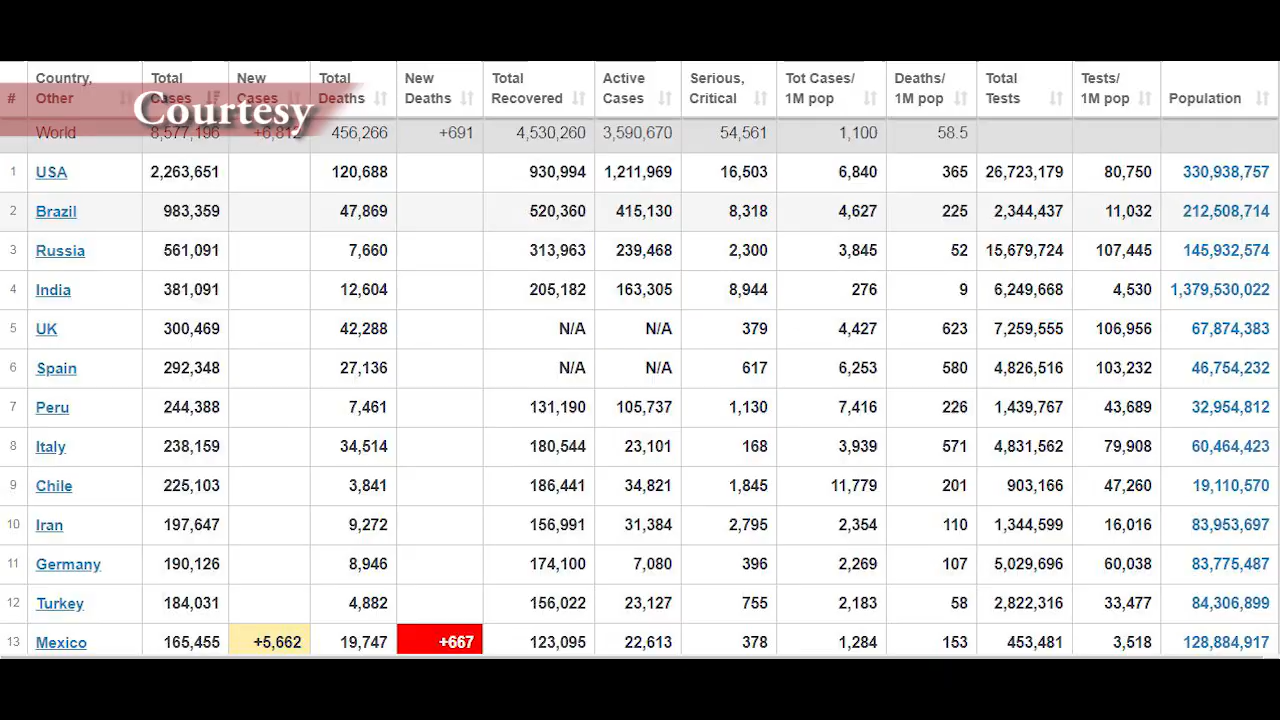 # Country, Other Total Cases New Cases Total Deaths New Deaths Total Recovered Active Cases Serious, Critical Tot Cases/ 1M pop Deaths/ 1M pop Total Tests Tests/ 1M pop Population
Courtesy
World 8,577,196 +6,812 456,266 +691 4,530,260 3,590,670 54,561 1,100 58.5
1 USA 2,263,651 120,688 930,994 1,211,969 16,503 6,840 365 26,723,179 80,750 330,938,757
2 Brazil 983,359 47,869 520,360 415,130 8,318 4,627 225 2,344,437 11,032 212,508,714
3 Russia 561,091 7,660 313,963 239,468 2,300 3,845 52 15,679,724 107,445 145,932,574
4 India 381,091 12,604 205,182 163,305 8,944 276 9 6,249,668 4,530 1,379,530,022
5 UK 300,469 42,288 N/A N/A 379 4,427 623 7,259,555 106,956 67,874,383
6 Spain 292,348 27,136 N/A N/A 617 6,253 580 4,826,516 103,232 46,754,232
7 Peru 244,388 7,461 131,190 105,737 1,130 7,416 226 1,439,767 43,689 32,954,812
8 Italy 238,159 34,514 180,544 23,101 168 3,939 571 4,831,562 79,908 60,464,423
9 Chile 225,103 3,841 186,441 34,821 1,845 11,779 201 903,166 47,260 19,110,570
10 Iran 197,647 9,272 156,991 31,384 2,795 2,354 110 1,344,599 16,016 83,953,697
11 Germany 190,126 8,946 174,100 7,080 396 2,269 107 5,029,696 60,038 83,775,487
12 Turkey 184,031 4,882 156,022 23,127 755 2,183 58 2,822,316 33,477 84,306,899
13 Mexico 165,455 +5,662 19,747 +667 123,095 22,613 378 1,284 153 453,481 3,518 128,884,917